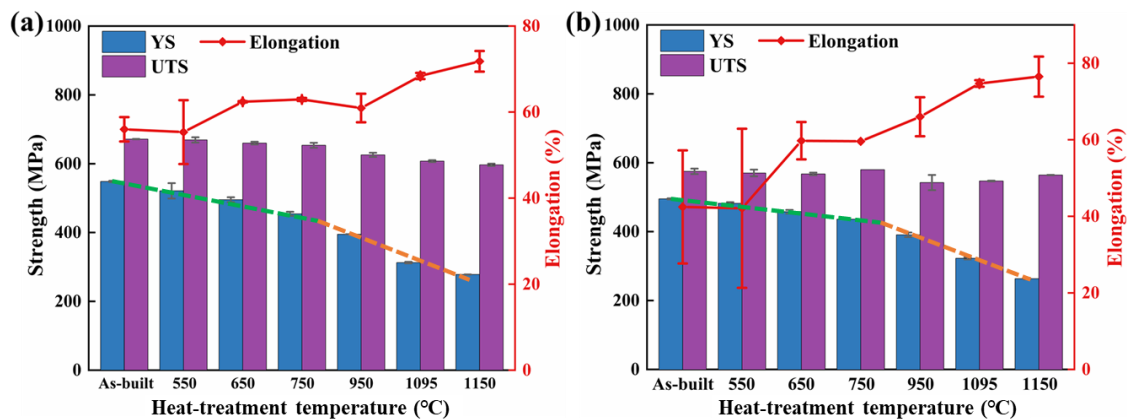 (a)
1000
800
600
400
200
0
Strength (MPa)
YS
UTS
Elongation
80
60
40
20
0
Elongation (%)
As-built 550 650 750 950 1095 1150
Heat-treatment temperature (℃)
(b)
1000
800
600
400
200
0
Strength (MPa)
YS
UTS
Elongation
80
60
40
20
0
Elongation (%)
As-built 550 650 750 950 1095 1150
Heat-treatment temperature (℃)